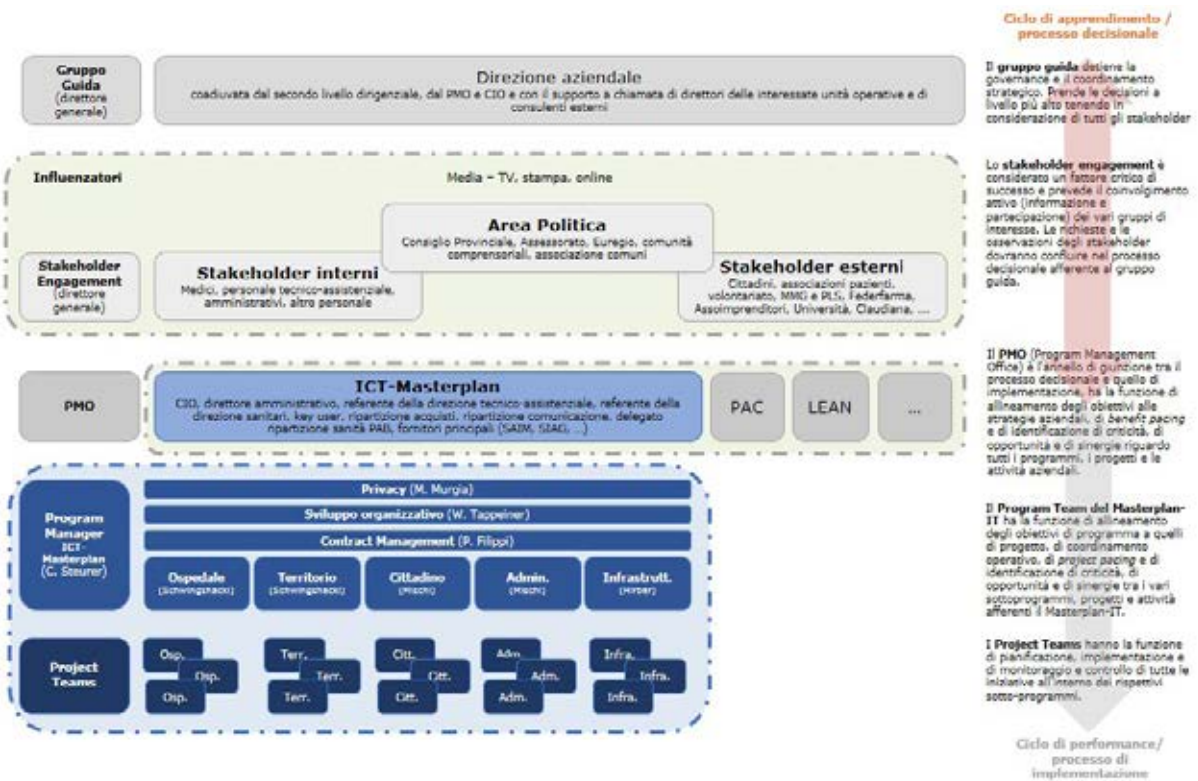 Ciclo di apprendimento /
processo decisionale
Gruppo
Guida
(direttore
generale)
Direzione aziendale
coadiuvata dal secondo livello dirigenziale, dal PMO e CIO e con il supporto a chiamata di direttori delle interessate unità operative e di
consulenti esterni
Il gruppo guida detiene la
governance e il coordinamento
strategico. Prende le decisioni a
livello più alto tenendo in
considerazione di tutti gli stakeholder
Influenzatori
Media – TV, stampa, online
Area Politica
Consiglio Provinciale, Assessorato, Euregio, comunità
comprensoriali, associazione comuni
Stakeholder
Engagement
(direttore
generale)
Stakeholder interni
Medici, personale tecnico-assistenziale,
amministrativi, altro personale
Stakeholder esterni
Cittadini, associazioni pazienti,
volontariato, MMG e PLS, Federfarma,
Assoimprenditori, Università, Claudiana, ...
Lo stakeholder engagement è
considerato un fattore critico di
successo e prevede il coinvolgimento
attivo (informazione e
partecipazione) dei vari gruppi di
interesse. Le richieste e le
osservazioni degli stakeholder
dovranno confluire nel processo
decisionale afferente al gruppo
guida.
PMO
ICT-Masterplan
CIO, direttore amministrativo, referente della direzione tecnico-assistenziale, referente della
direzione sanitari, key user, ripartizione acquisti, ripartizione comunicazione, delegato
ripartizione sanità PAB, fornitori principali (SAIM, SIAG, ...)
PAC
LEAN
...
Il PMO (Program Management
Office) è l'annello di giunzione tra il
processo decisionale e quello di
implementazione, ha la funzione di
allineamento degli obiettivi alle
strategie aziendali, di benefit pacing
e di identificazione di criticità, di
opportunità e di sinergie riguardo
tutti i programmi, i progetti e le
attività aziendali.
Program
Manager
ICT-
Masterplan
(C. Steurer)
Privacy (M. Murgia)
Sviluppo organizzativo (W. Tappeiner)
Contract Management (P. Filippi)
Ospedale
(Schwingshackl)
Territorio
(Schwingshackl)
Cittadino
(Mischi)
Admin.
(Mischi)
Infrastrutt.
Il Program Team del Masterplan-
IT ha la funzione di allineamento
degli obiettivi di programma a quelli
di progetto, di coordinamento
operativo, di project pacing e di
identificazione di criticità, di
opportunità e di sinergie tra i vari
sottoprogrammi, progetti e attività
afferenti il Masterplan-IT.
Project
Teams
Osp.
Osp.
Osp.
Terr.
Territorio
Terr.
Citt.
Citt.
Adm.
Adm.
Adm.
Infra.
Infra.
Infra.
I Project Teams hanno la funzione
di pianificazione, implementazione e
di monitoraggio e controllo di tutte le
iniziative all'interno dei rispettivi
sotto-programmi.
Ciclo di performance/
processo di
implementazione